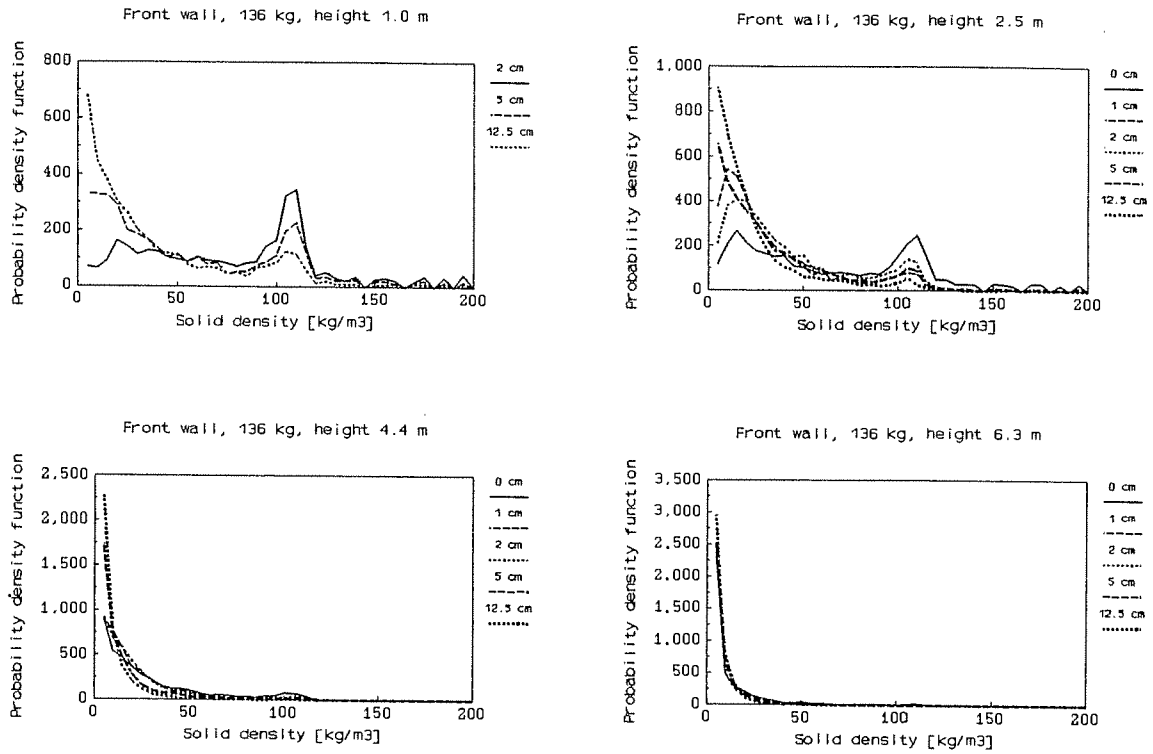 Front wall, 136 kg, height 1.0 m
Probability density function
800
600
400
200
0
0 50 100 150 200
Solid density [kg/m3]
2 cm
5 cm
12.5 cm
Front wall, 136 kg, height 2.5 m
Probability density function
1.000
800
600
400
200
0
0 50 100 150 200
Solid density [kg/m3]
0 cm
1 cm
2 cm
5 cm
12.5 cm
Front wall, 136 kg, height 4.4 m
Probability density function
2.500
2.000
1.500
1.000
500
0
0 50 100 150 200
Solid density [kg/m3]
0 cm
1 cm
2 cm
5 cm
12.5 cm
Front wall, 136 kg, height 6.3 m
Probability density function
3.500
3.000
2.500
2.000
1.500
1.000
500
0
0 50 100 150 200
Solid density [kg/m3]
0 cm
1 cm
2 cm
5 cm
12.5 cm